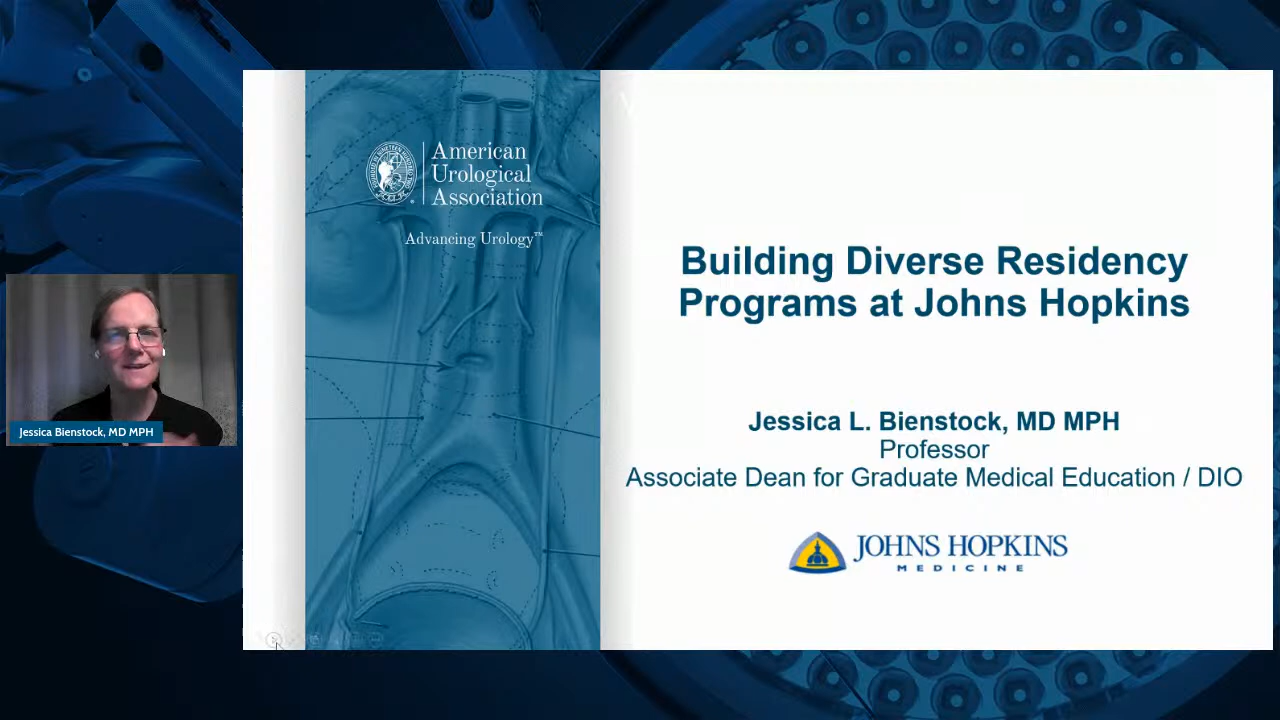 American
Urological
Association
Advancing Urology™
Building Diverse Residency
Programs at Johns Hopkins
Jessica L. Bienstock, MD MPH
Professor
Associate Dean for Graduate Medical Education / DIO
JOHNS HOPKINS
MEDICINE
Jessica Bienstock, MD MPH